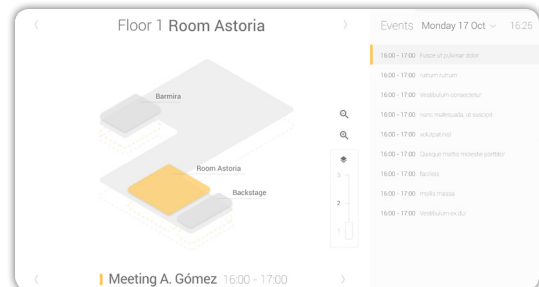 Floor 1 Room Astoria
Events Monday 17 Oct 16:25
Barmira
Room Astoria
Backstage
3
2
1
16:00 - 17:00 Fusce ut pulvinar dolor
16:00 - 17:00 rutrum rutrum
16:00 - 17:00 Vestibulum consectetur
16:00 - 17:00 nunc malesuada, ut suscipit
16:00 - 17:00 volutpat nisl
16:00 - 17:00 Quisque mattis molestie porttitor
16:00 - 17:00 facilisis
16:00 - 17:00 mollis massa
16:00 - 17:00 Vestibulum ex dui
Meeting A. Gómez 16:00 - 17:00